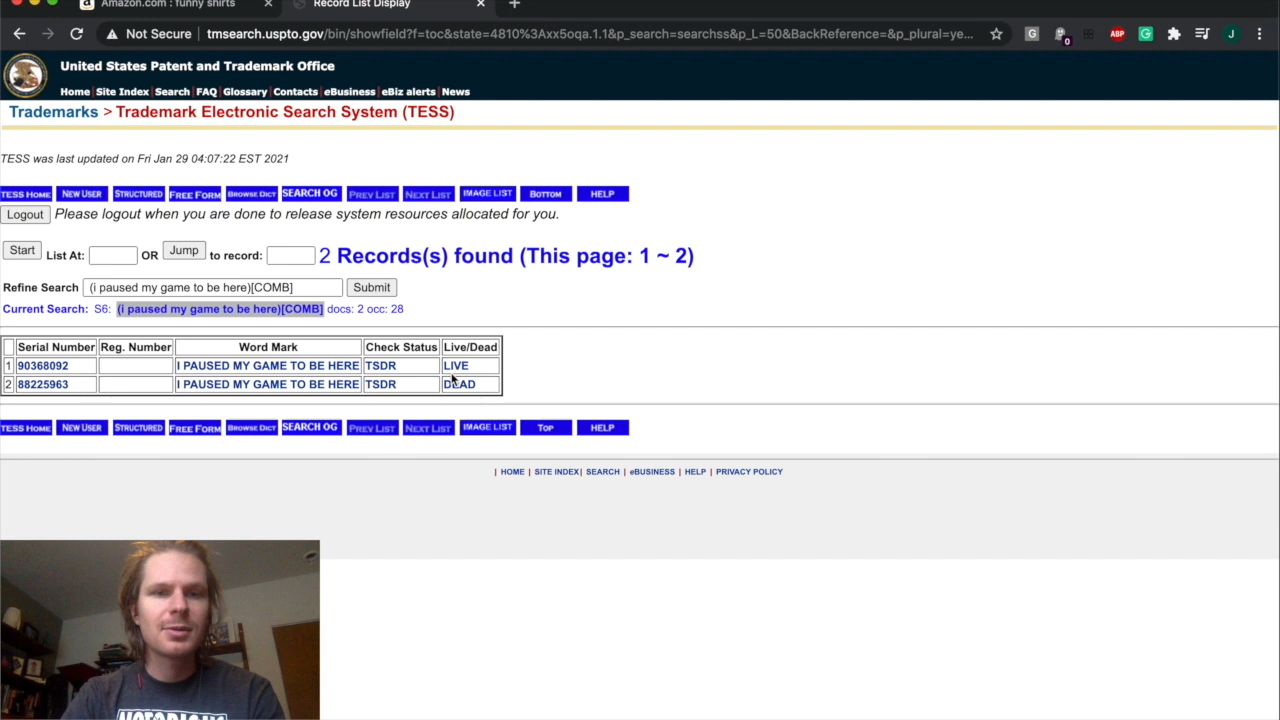 Amazon.com : funny shirts
Record List Display
Not Secure | tmsearch.uspto.gov/bin/showfield?f=toc&state=4810%3Axx5oqa.1.1&p_search=searchss&p_L=50&BackReference=&p_plural=ye...
G 0 ABP G J
United States Patent and Trademark Office
Home | Site Index | Search | FAQ | Glossary | Contacts | eBusiness | eBiz alerts | News
Trademarks > Trademark Electronic Search System (TESS)
TESS was last updated on Fri Jan 29 04:07:22 EST 2021
TESS HOME NEW USER STRUCTURED FREE FORM BROWSE DICT SEARCH OG PREV LIST NEXT LIST IMAGE LIST BOTTOM HELP
Logout Please logout when you are done to release system resources allocated for you.
Start List At: OR Jump to record: 2 Records(s) found (This page: 1 ~ 2)
Refine Search (i paused my game to be here)[COMB] Submit
Current Search: S6: (i paused my game to be here)[COMB] docs: 2 occ: 28
Serial Number Reg. Number Word Mark Check Status Live/Dead
1 90368092 I PAUSED MY GAME TO BE HERE TSDR LIVE
2 88225963 I PAUSED MY GAME TO BE HERE TSDR DEAD
TESS HOME NEW USER STRUCTURED FREE FORM BROWSE DICT SEARCH OG PREV LIST NEXT LIST IMAGE LIST TOP HELP
| HOME | SITE INDEX | SEARCH | eBUSINESS | HELP | PRIVACY POLICY
NOTORIOUS